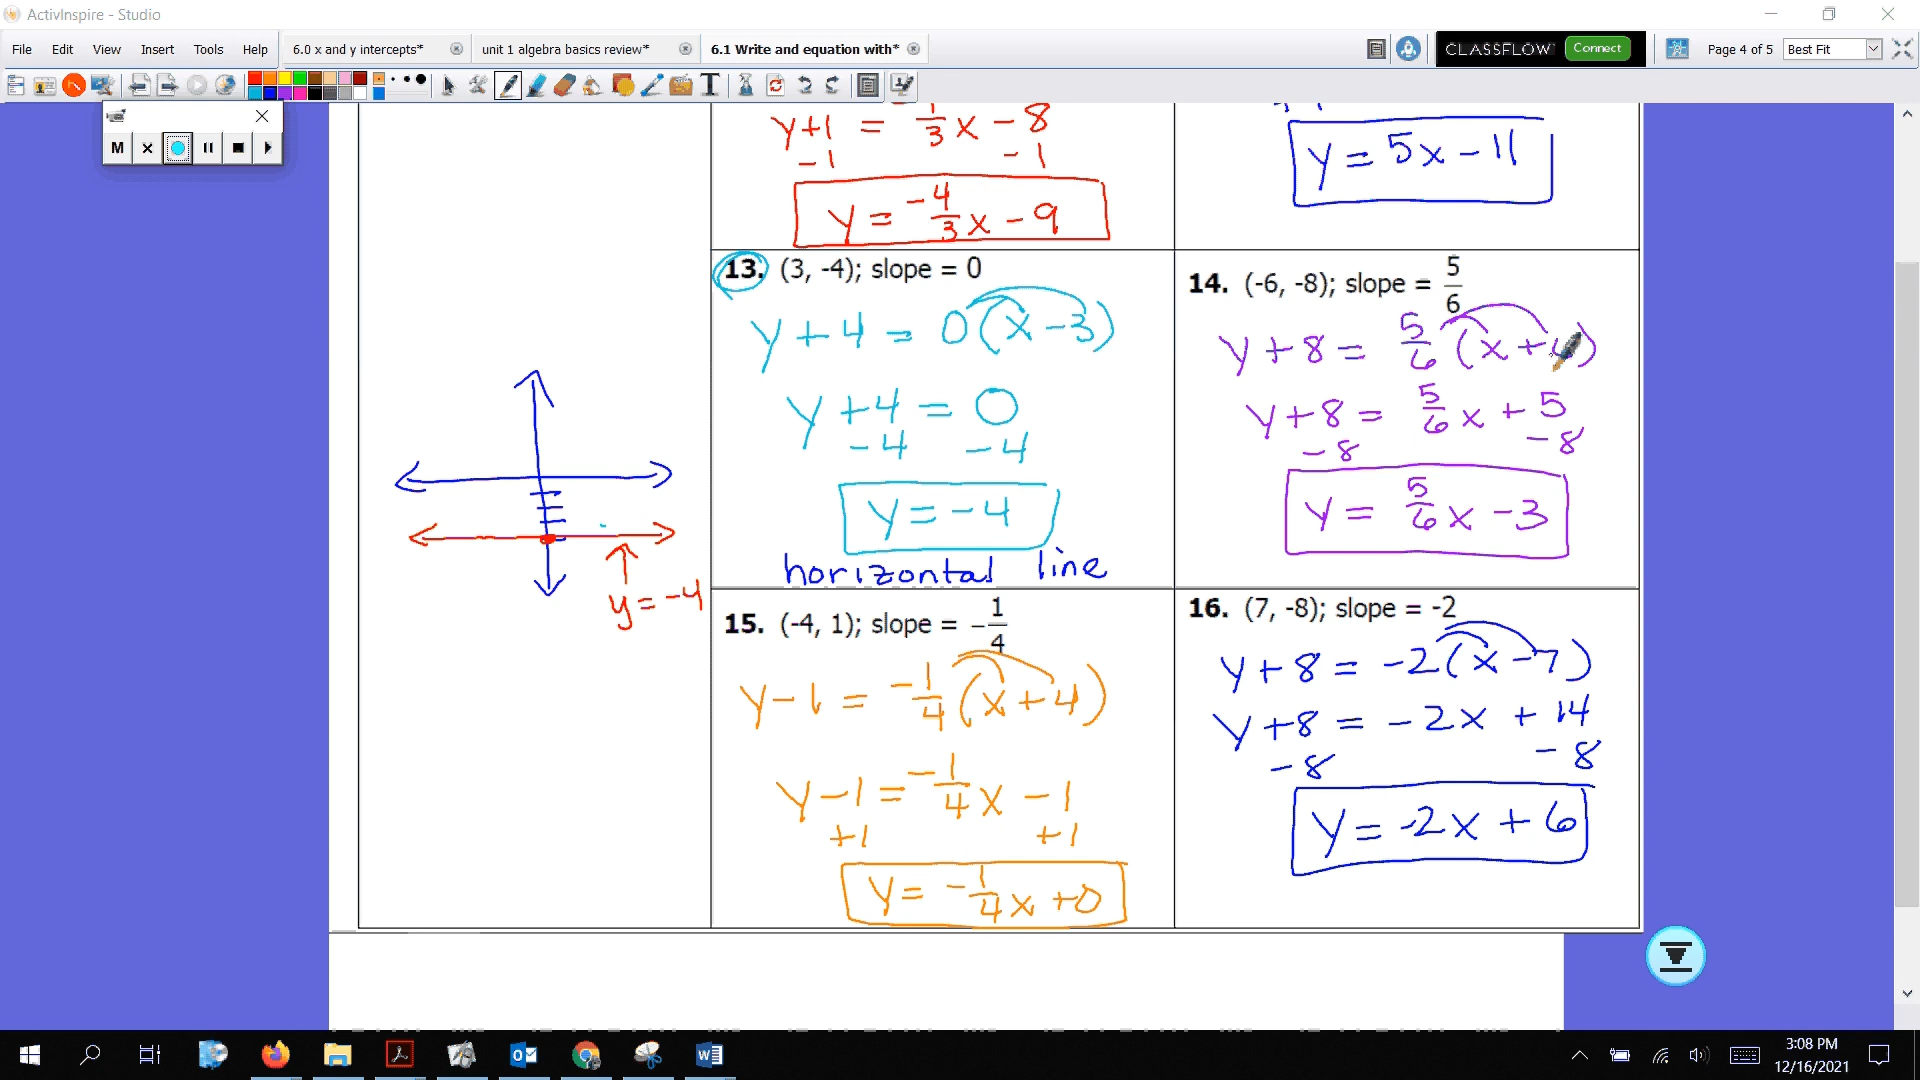 ActivInspire - Studio
File Edit View Insert Tools Help
6.0 x and y intercepts*
unit 1 algebra basics review*
6.1 Write and equation with*
CLASSFLOW
Connect
Page 4 of 5
Best Fit
T
M
y+1 = 1/3 x - 8
-1 -1
y = -4/3 x - 9
y = 5x - 11
13. (3, -4); slope = 0
y + 4 = 0(x - 3)
y + 4 = 0
-4 -4
y = -4
horizontal line
y = -4
14. (-6, -8); slope = 5/6
y + 8 = 5/6 (x +
y + 8 = 5/6 x + 5
-8 -8
y = 5/6 x - 3
15. (-4, 1); slope = -1/4
y - 1 = -1/4 (x + 4)
y - 1 = -1/4 x - 1
+1 +1
y = -1/4 x + 0
16. (7, -8); slope = -2
y + 8 = -2(x - 7)
y + 8 = -2x + 14
-8 -8
y = -2x + 6
3:08 PM
12/16/2021